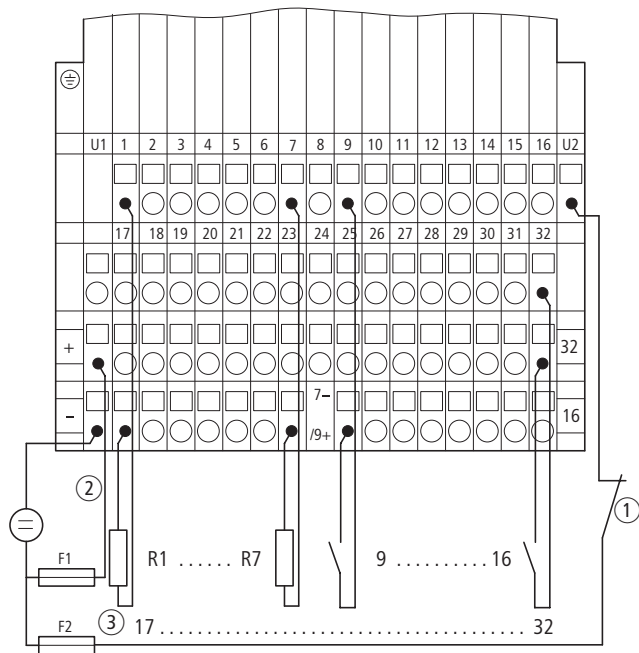 U1 1 2 3 4 5 6 7 8 9 10 11 12 13 14 15 16 U2
17 18 19 20 21 22 23 24 25 26 27 28 29 30 31 32
+ 32
7–
– 16
/9+
②
①
F1 R1 ...... R7 9 .......... 16
③ 17 .................................... 32
F2